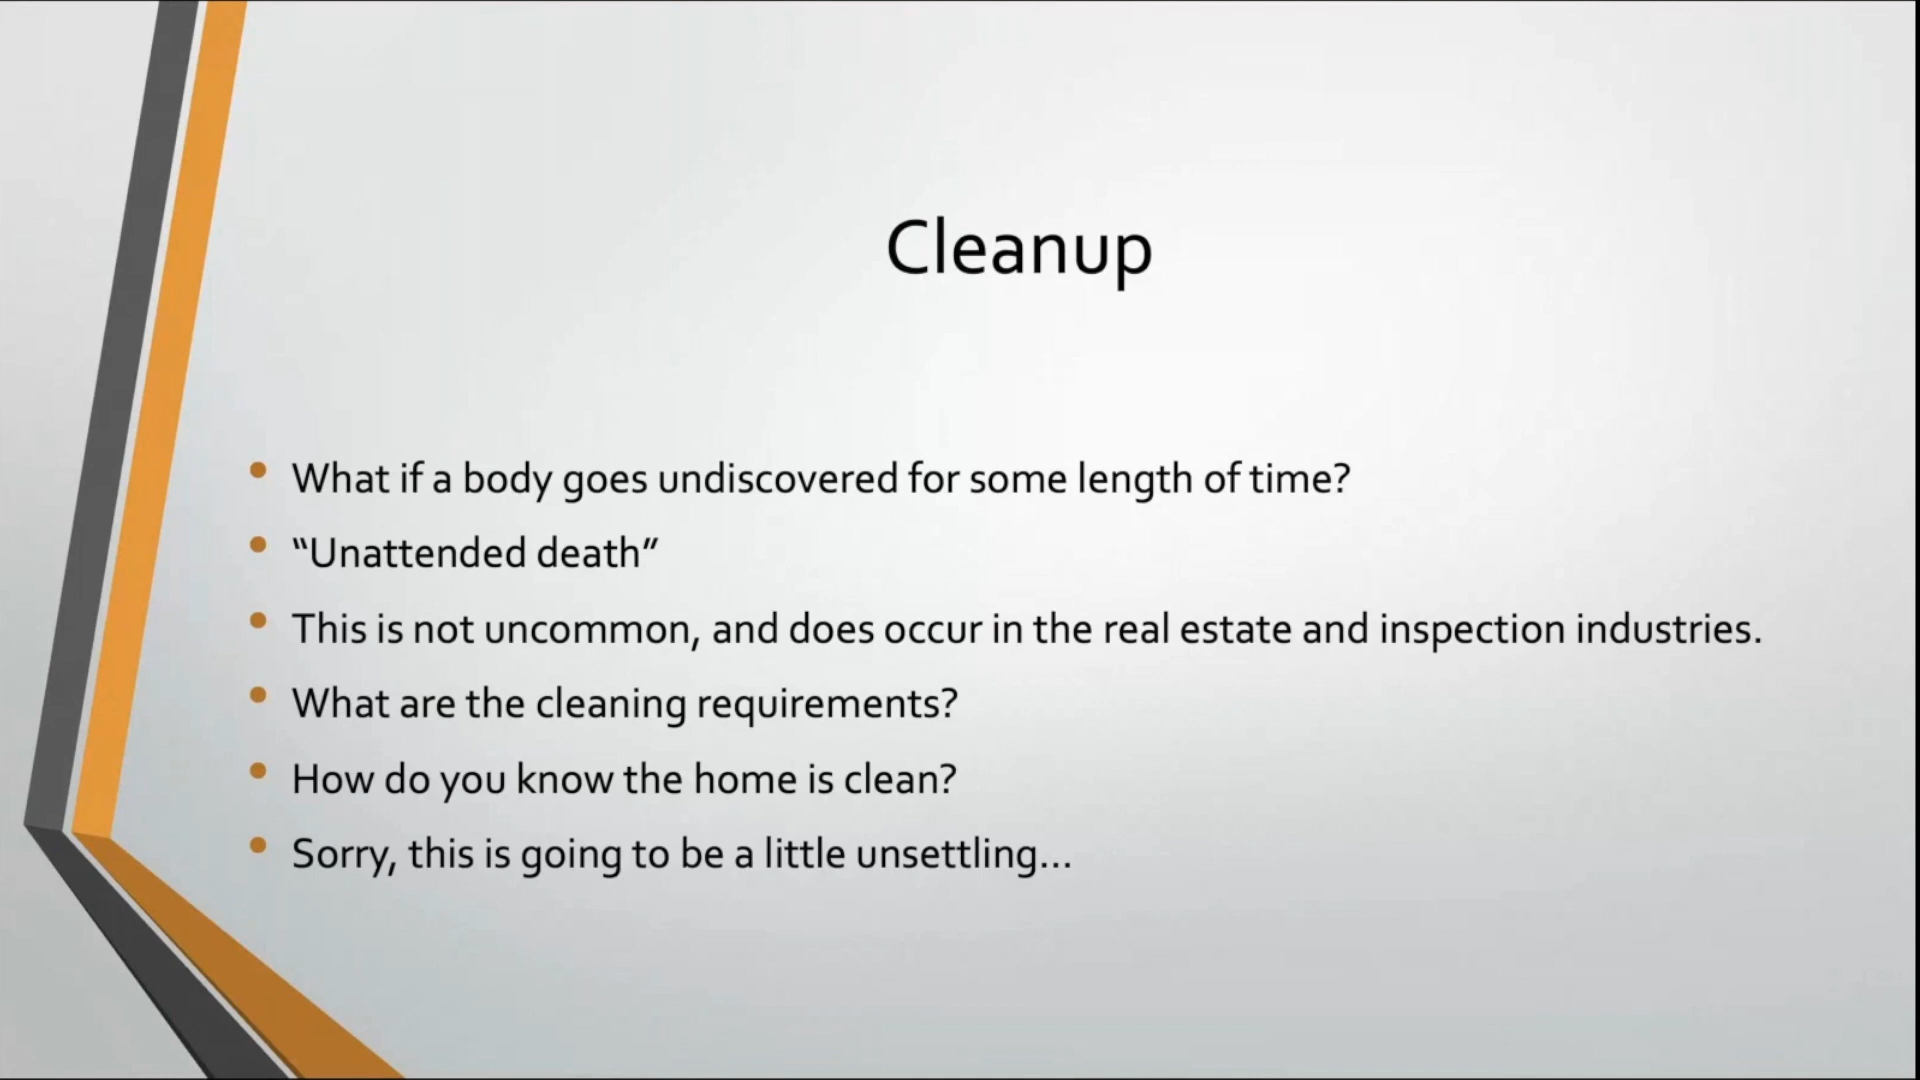 Cleanup
What if a body goes undiscovered for some length of time?
“Unattended death”
This is not uncommon, and does occur in the real estate and inspection industries.
What are the cleaning requirements?
How do you know the home is clean?
Sorry, this is going to be a little unsettling…